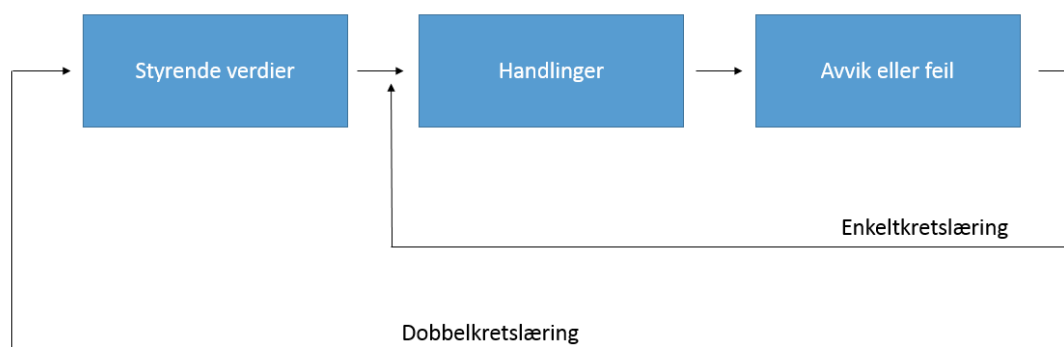 Styrende verdier
Handlinger
Avvik eller feil
Enkeltkretslæring
Dobbelkretslæring